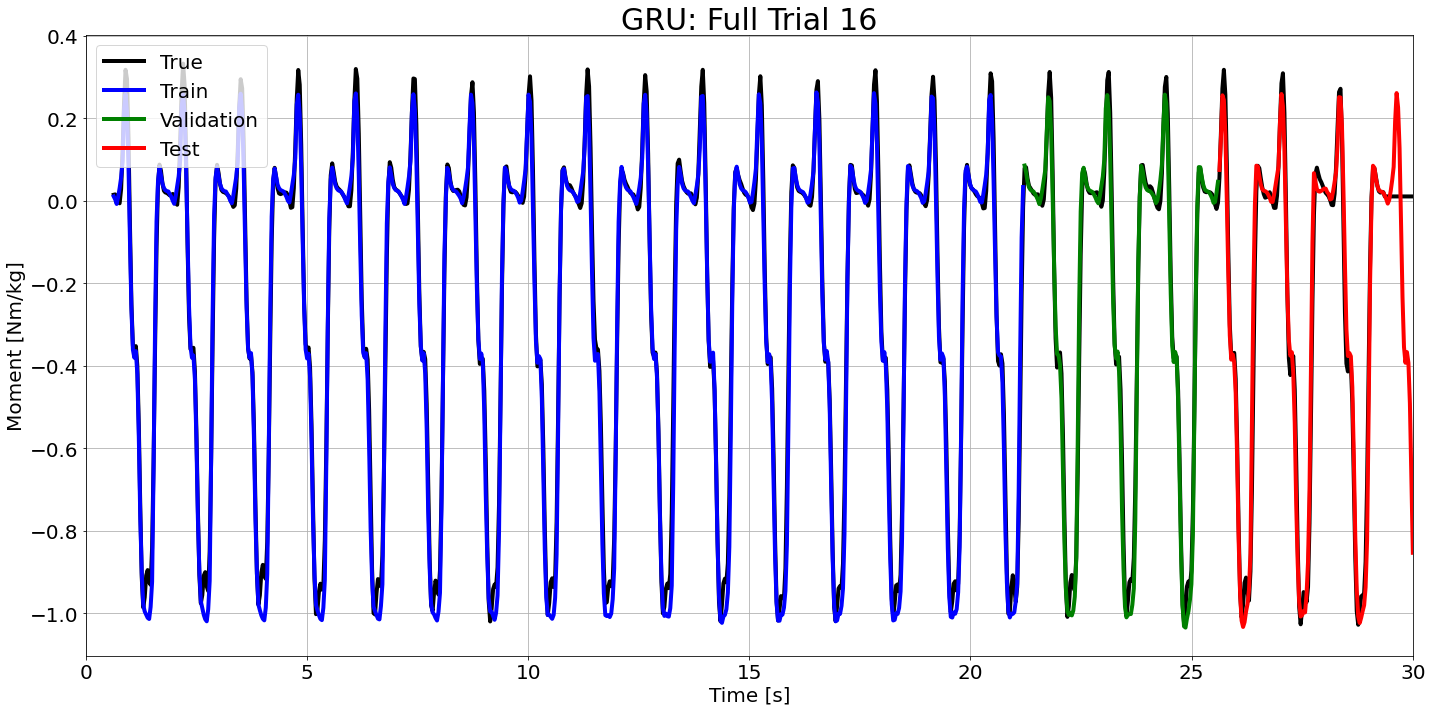 GRU: Full Trial 16
True
Train
Validation
Test
0.4
0.2
0.0
−0.2
−0.4
−0.6
−0.8
−1.0
Moment [Nm/kg]
0 5 10 15 20 25 30
Time [s]